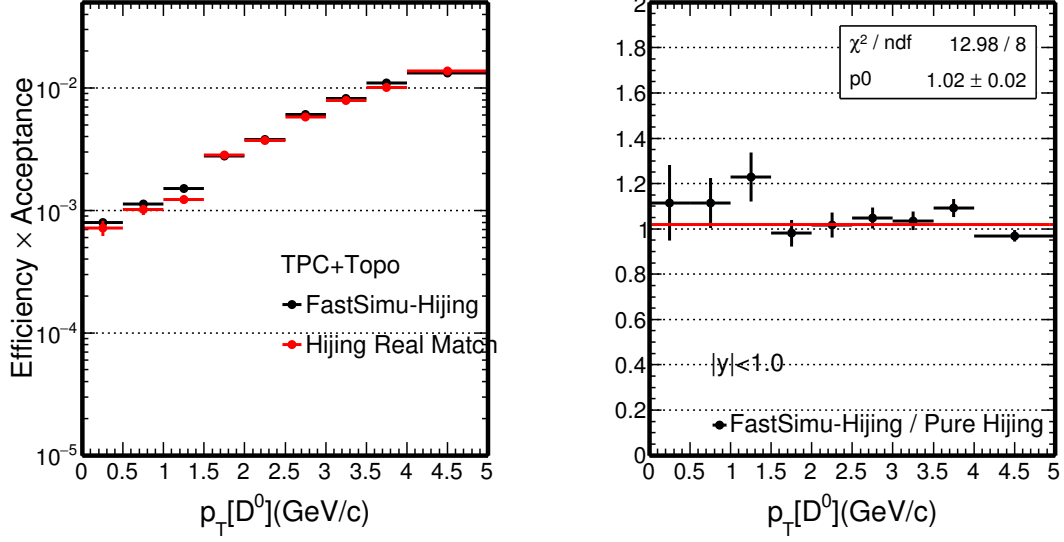 Efficiency × Acceptance
10⁻²
10⁻³
10⁻⁴
10⁻⁵
TPC+Topo
FastSimu-Hijing
Hijing Real Match
0 0.5 1 1.5 2 2.5 3 3.5 4 4.5 5
p_T[D⁰](GeV/c)
2
1.8
1.6
1.4
1.2
1
0.8
0.6
0.4
0.2
0
χ² / ndf 12.98 / 8
p0 1.02 ± 0.02
|y|<1.0
FastSimu-Hijing / Pure Hijing
0 0.5 1 1.5 2 2.5 3 3.5 4 4.5 5
p_T[D⁰](GeV/c)